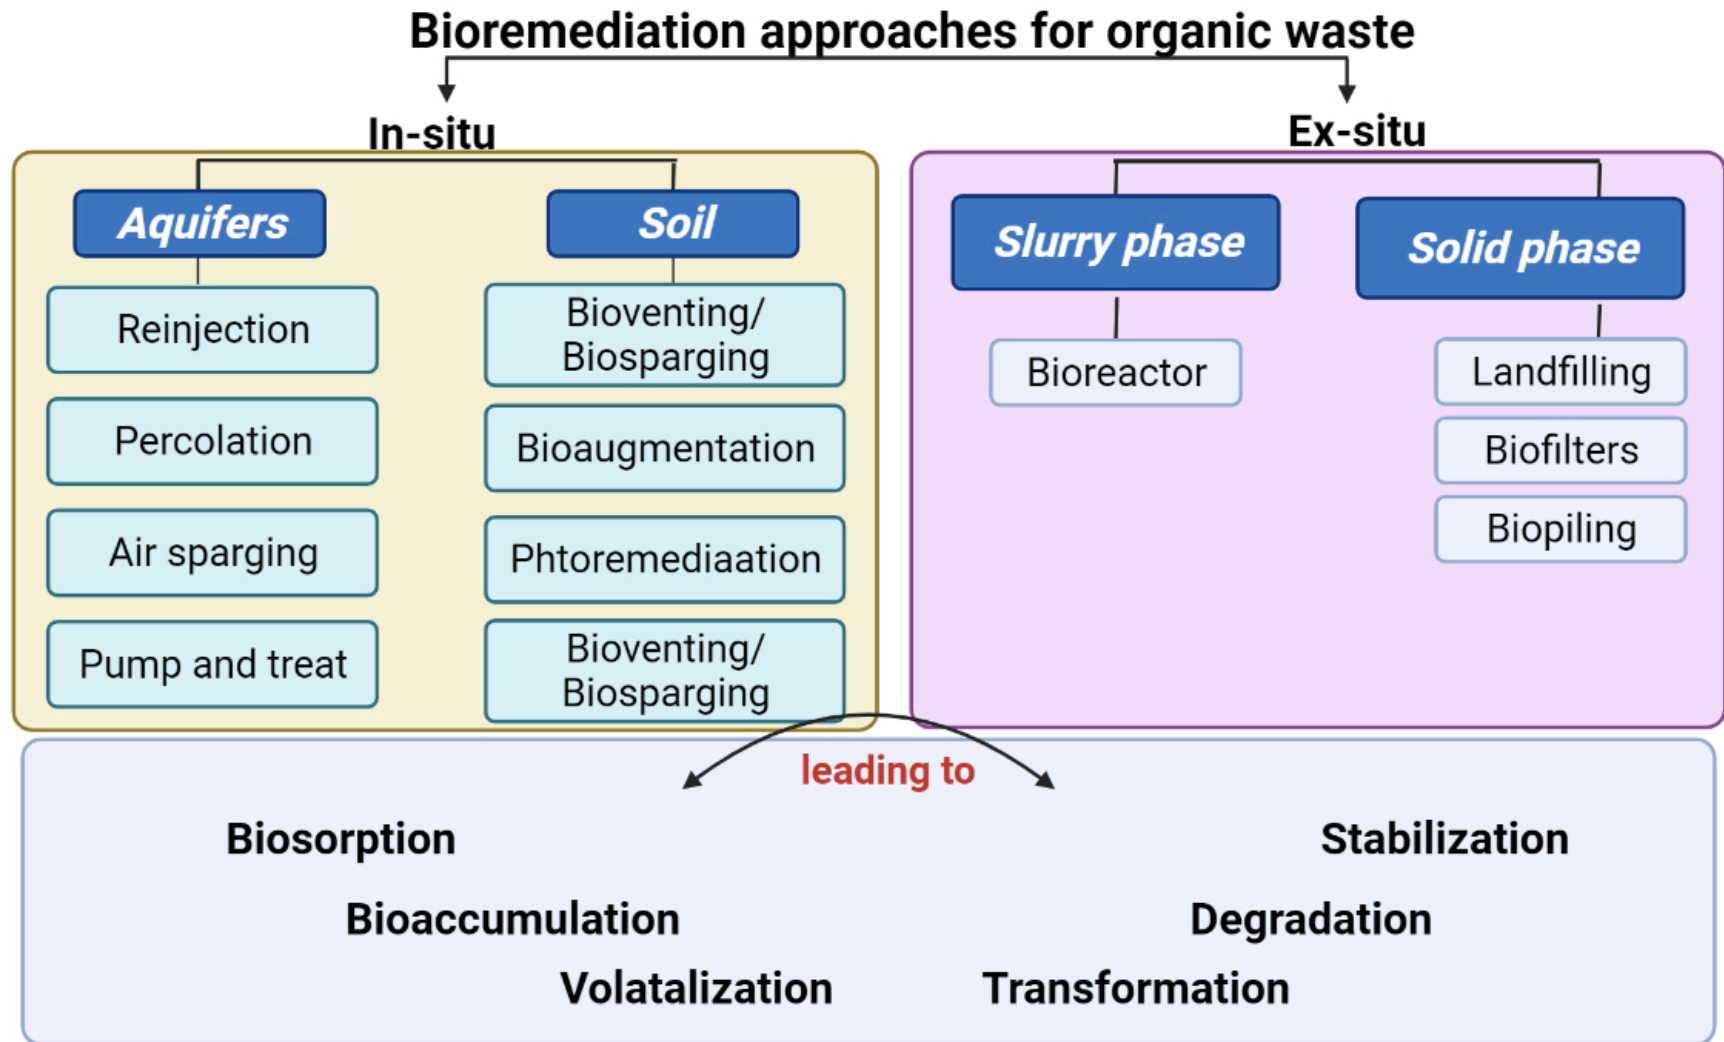 Bioremediation approaches for organic waste
In-situ
Ex-situ
Aquifers
Reinjection
Percolation
Air sparging
Pump and treat
Soil
Bioventing/
Biosparging
Bioaugmentation
Phtoremediaation
Bioventing/
Biosparging
Slurry phase
Bioreactor
Solid phase
Landfilling
Biofilters
Biopiling
leading to
Biosorption
Stabilization
Bioaccumulation
Degradation
Volatalization
Transformation